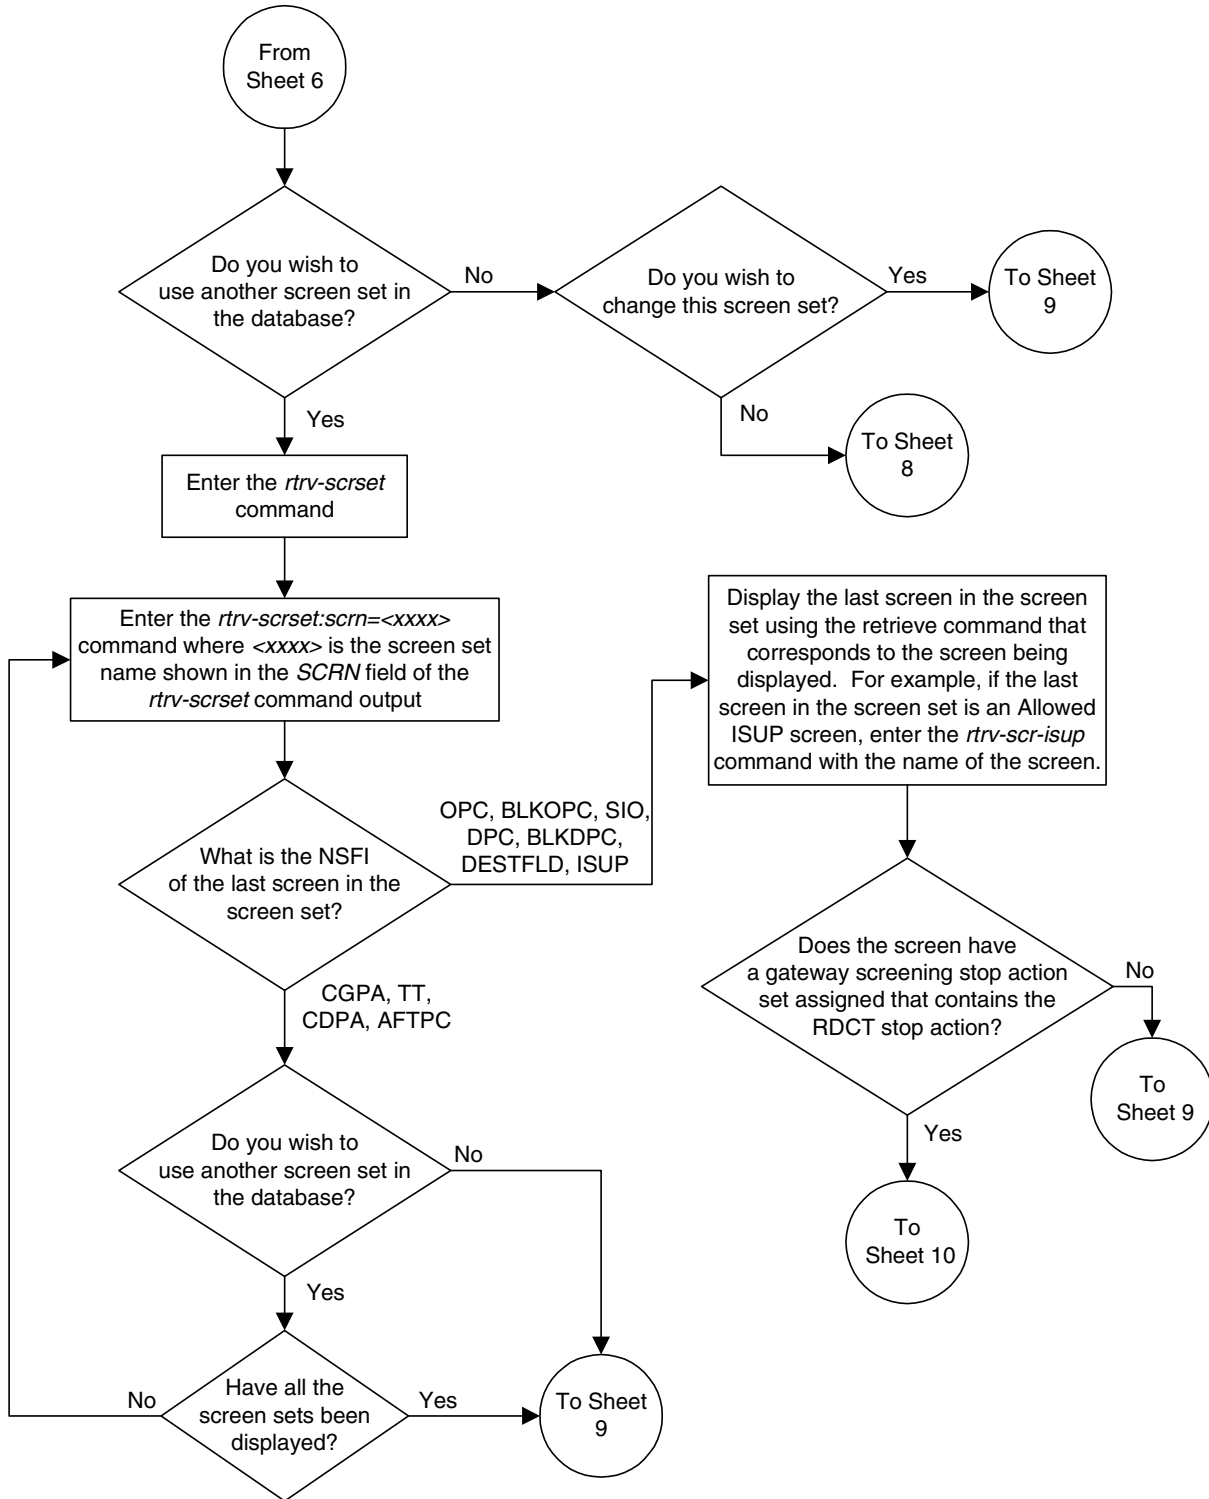 From
Sheet 6
Do you wish to
use another screen set in
the database?
No
Do you wish to
change this screen set?
Yes
To Sheet
9
Yes
No
To Sheet
8
Enter the rtrv-scrset
command
Enter the rtrv-scrset:scrn=<xxxx>
command where <xxxx> is the screen set
name shown in the SCRN field of the
rtrv-scrset command output
Display the last screen in the screen
set using the retrieve command that
corresponds to the screen being
displayed.  For example, if the last
screen in the screen set is an Allowed
ISUP screen, enter the rtrv-scr-isup
command with the name of the screen.
What is the NSFI
of the last screen in the
screen set?
OPC, BLKOPC, SIO,
DPC, BLKDPC,
DESTFLD, ISUP
Does the screen have
a gateway screening stop action
set assigned that contains the
RDCT stop action?
No
To
Sheet 9
Yes
To
Sheet 10
CGPA, TT,
CDPA, AFTPC
Do you wish to
use another screen set in
the database?
No
Yes
Have all the
screen sets been
displayed?
No
Yes
To Sheet
9